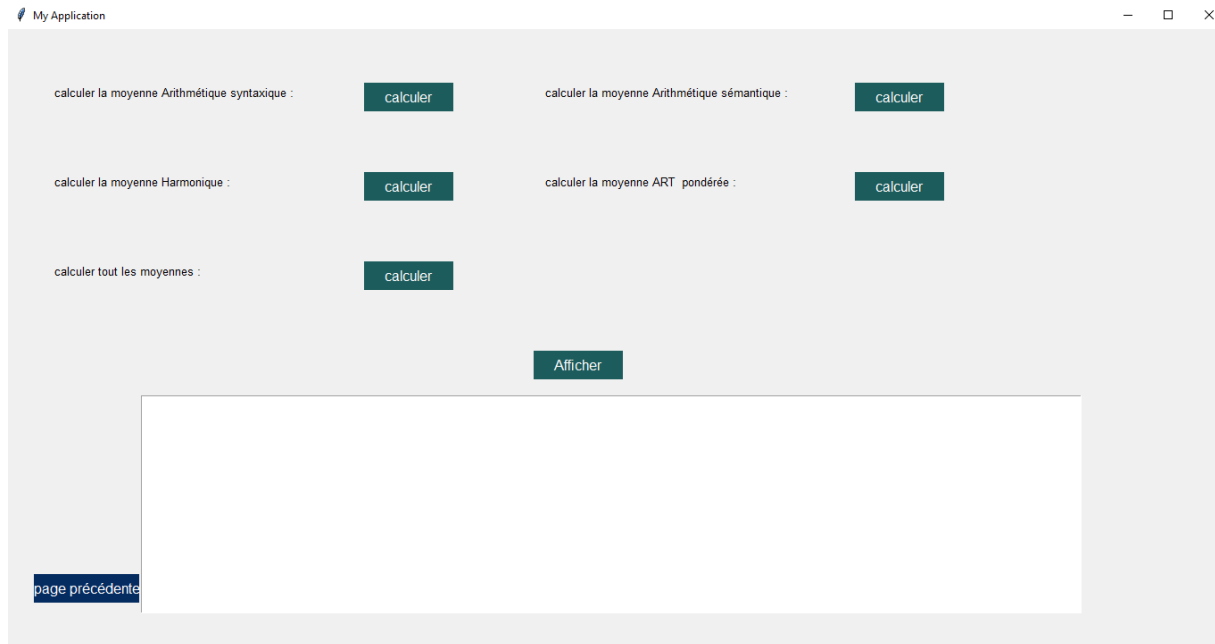 My Application
calculer la moyenne Arithmétique syntaxique : calculer calculer la moyenne Arithmétique sémantique : calculer
calculer la moyenne Harmonique : calculer calculer la moyenne ART  pondérée : calculer
calculer tout les moyennes : calculer
Afficher
page précédente